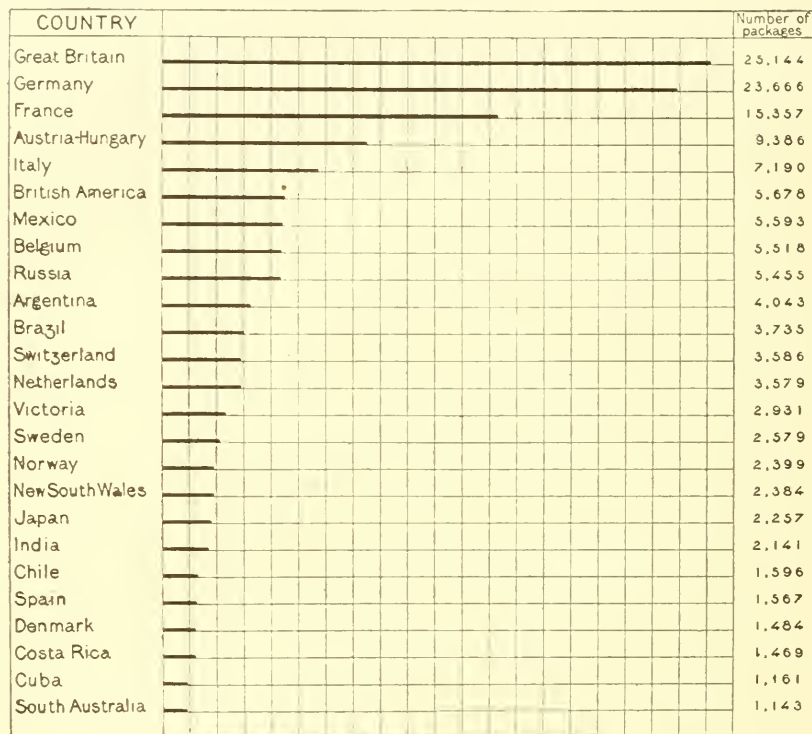 COUNTRY Number of packages
Great Britain 25,144
Germany 23,666
France 15,357
Austria-Hungary 9,386
Italy 7,190
British America 5,678
Mexico 5,593
Belgium 5,518
Russia 5,455
Argentina 4,043
Brazil 3,735
Switzerland 3,586
Netherlands 3,579
Victoria 2,931
Sweden 2,579
Norway 2,399
New South Wales 2,384
Japan 2,257
India 2,141
Chile 1,596
Spain 1,567
Denmark 1,484
Costa Rica 1,469
Cuba 1,161
South Australia 1,143